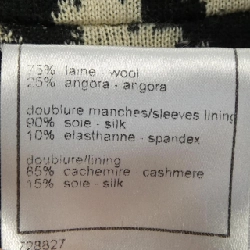 75% laine - wool
25% angora - angora
doublure manches/sleeves lining
90% soie - silk
10% elasthanne - spandex
doublure/lining
85% cachemire - cashmere
15% soie - silk